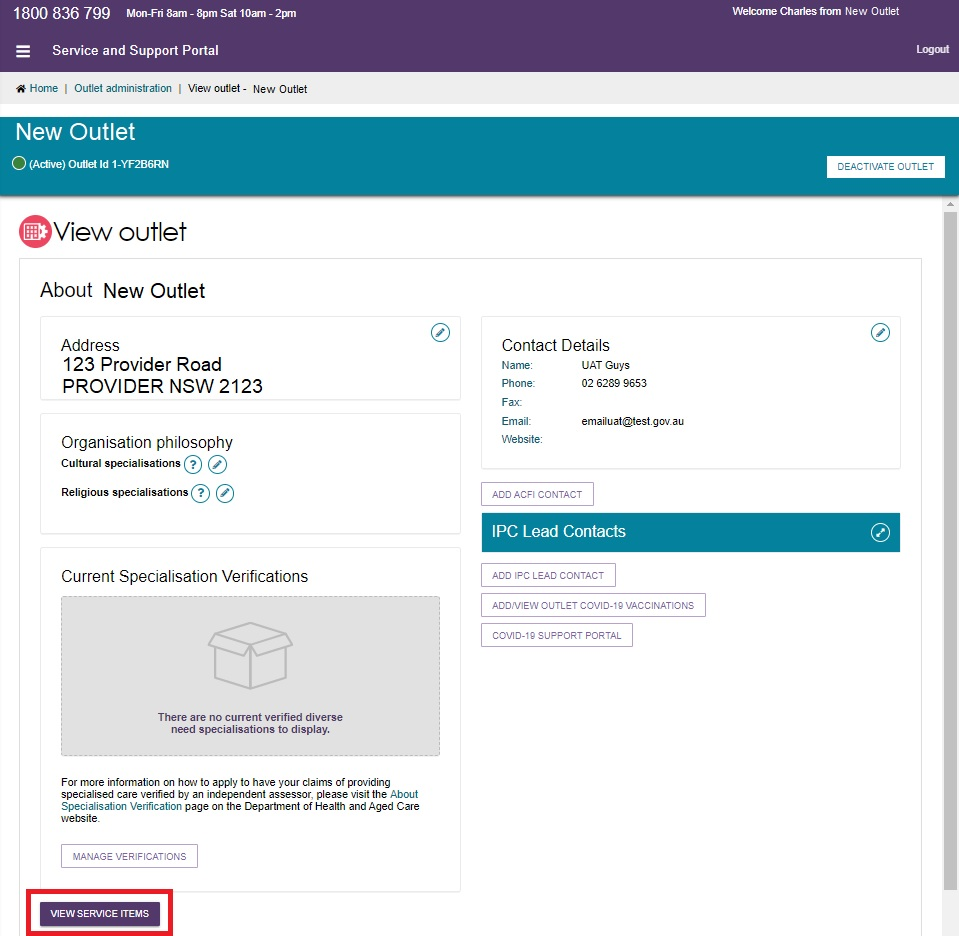 1800 836 799 Mon-Fri 8am - 8pm Sat 10am - 2pm
Welcome Charles from New Outlet
Service and Support Portal
Logout
Home | Outlet administration | View outlet - New Outlet
New Outlet
(Active) Outlet Id 1-YF2B6RN
DEACTIVATE OUTLET
View outlet
About New Outlet
Address
123 Provider Road
PROVIDER NSW 2123
Organisation philosophy
Cultural specialisations ?
Religious specialisations ?
Current Specialisation Verifications
There are no current verified diverse
need specialisations to display.
For more information on how to apply to have your claims of providing
specialised care verified by an independent assessor, please visit the About
Specialisation Verification page on the Department of Health and Aged Care
website.
MANAGE VERIFICATIONS
VIEW SERVICE ITEMS
Contact Details
Name: UAT Guys
Phone: 02 6289 9653
Fax:
Email: emailuat@test.gov.au
Website:
ADD ACFI CONTACT
IPC Lead Contacts
ADD IPC LEAD CONTACT
ADD/VIEW OUTLET COVID-19 VACCINATIONS
COVID-19 SUPPORT PORTAL